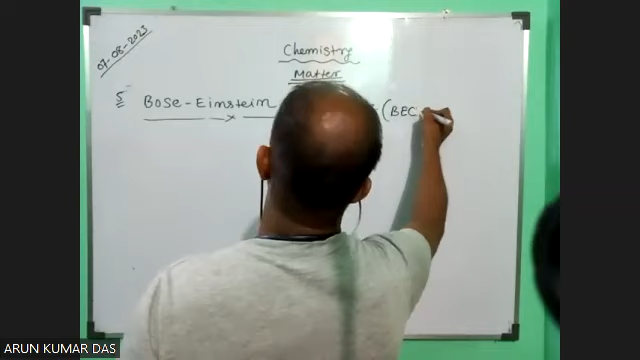 07-08-2023
Chemistry
Matter
5
Bose-Einstein (BEC
ARUN KUMAR DAS